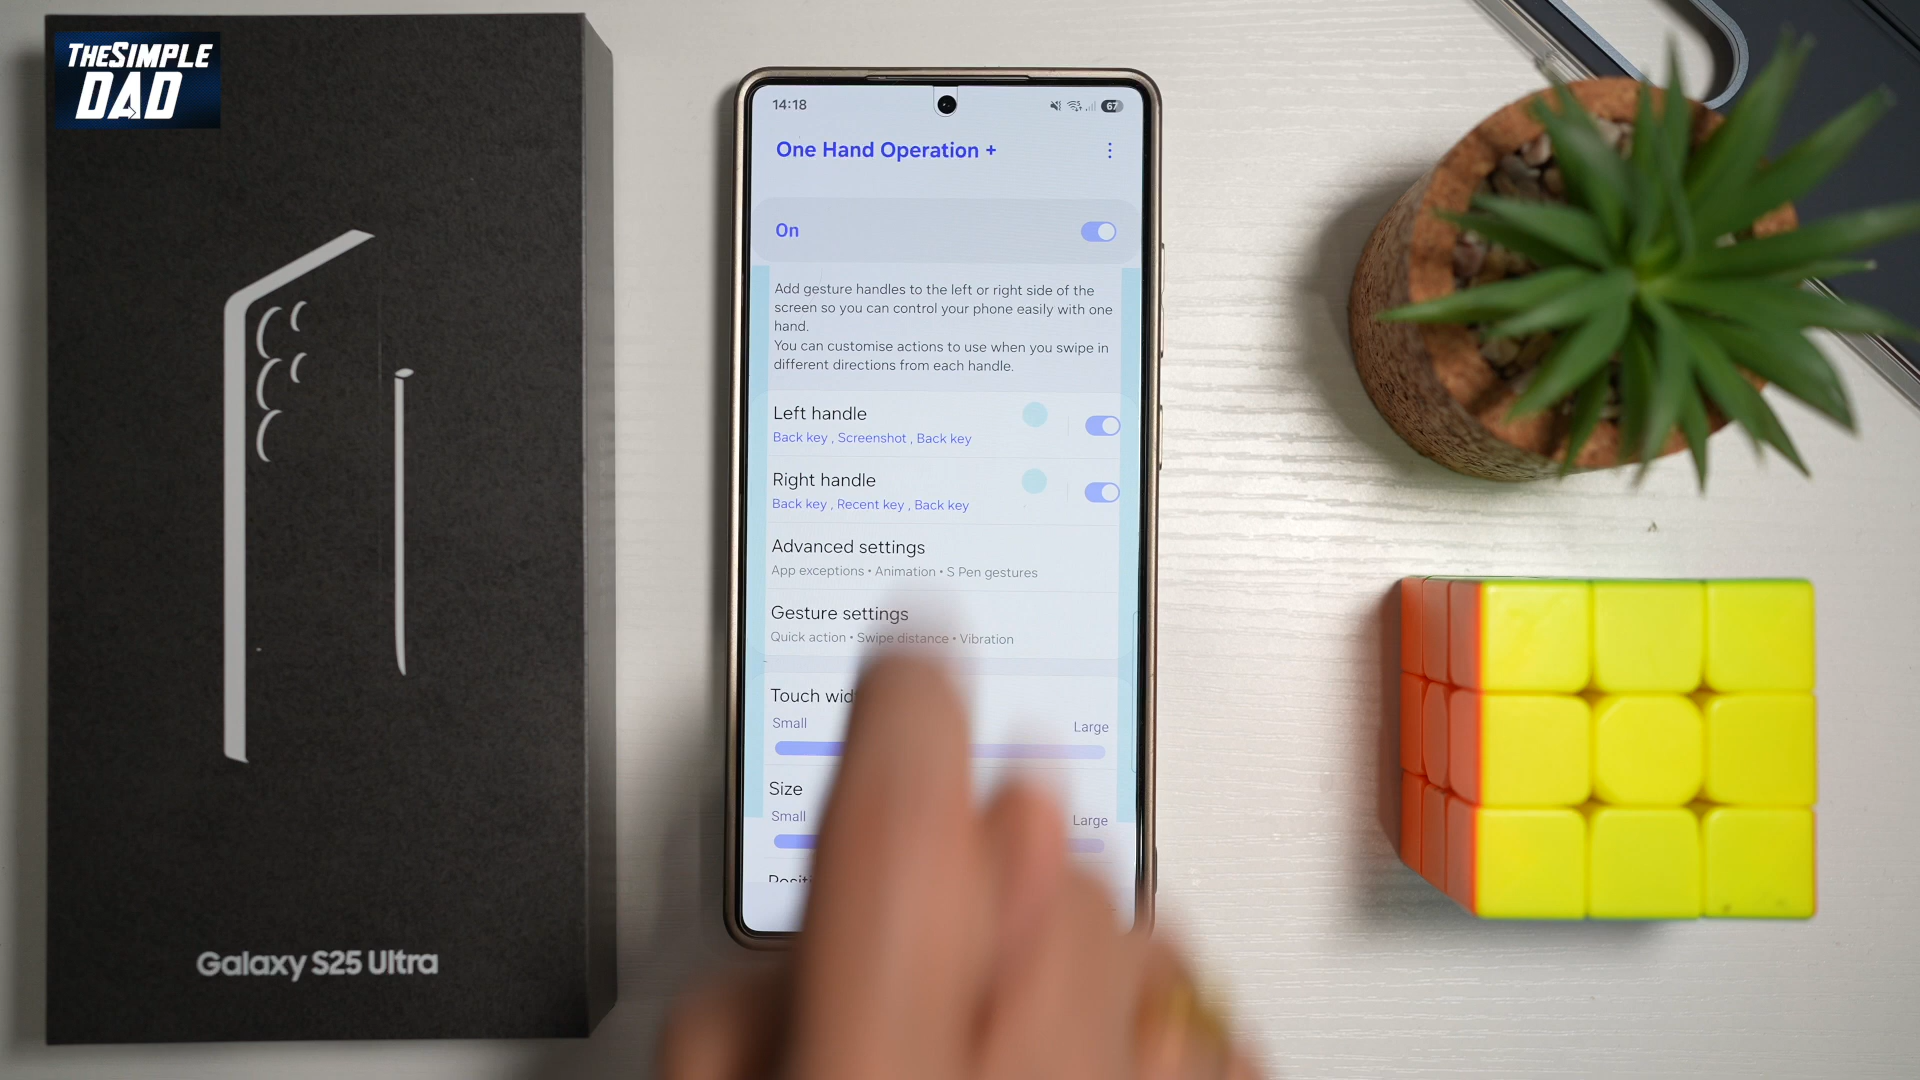 THESIMPLE
DAD
Galaxy S25 Ultra
14:18
67
One Hand Operation +
On
Add gesture handles to the left or right side of the
screen so you can control your phone easily with one
hand.
You can customise actions to use when you swipe in
different directions from each handle.
Left handle
Back key , Screenshot , Back key
Right handle
Back key , Recent key , Back key
Advanced settings
App exceptions • Animation • S Pen gestures
Gesture settings
Quick action • Swipe distance • Vibration
Touch
Small Large
Size
Small Large